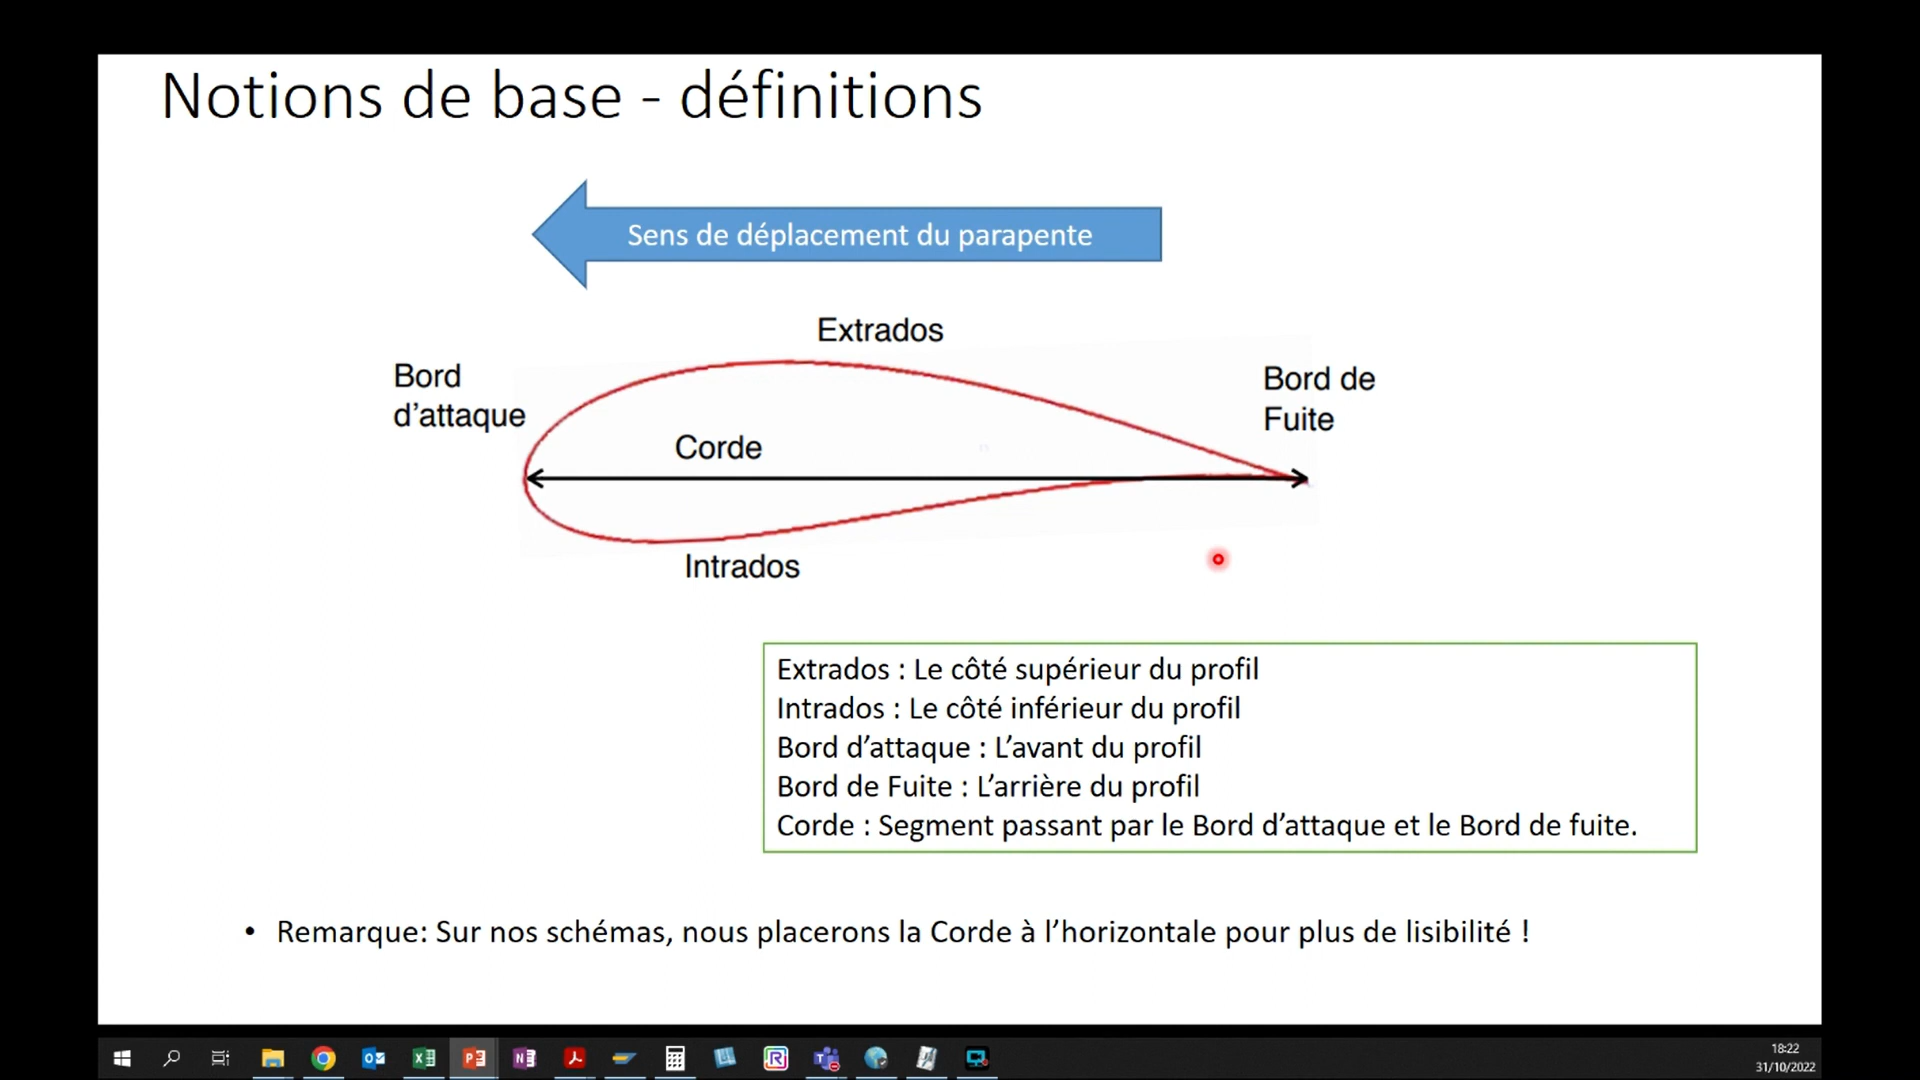 Notions de base - définitions
Sens de déplacement du parapente
Extrados
Bord
d’attaque
Bord de
Fuite
Corde
Intrados
Extrados : Le côté supérieur du profil
Intrados : Le côté inférieur du profil
Bord d’attaque : L’avant du profil
Bord de Fuite : L’arrière du profil
Corde : Segment passant par le Bord d’attaque et le Bord de fuite.
• Remarque: Sur nos schémas, nous placerons la Corde à l’horizontale pour plus de lisibilité !
18:22
31/10/2022